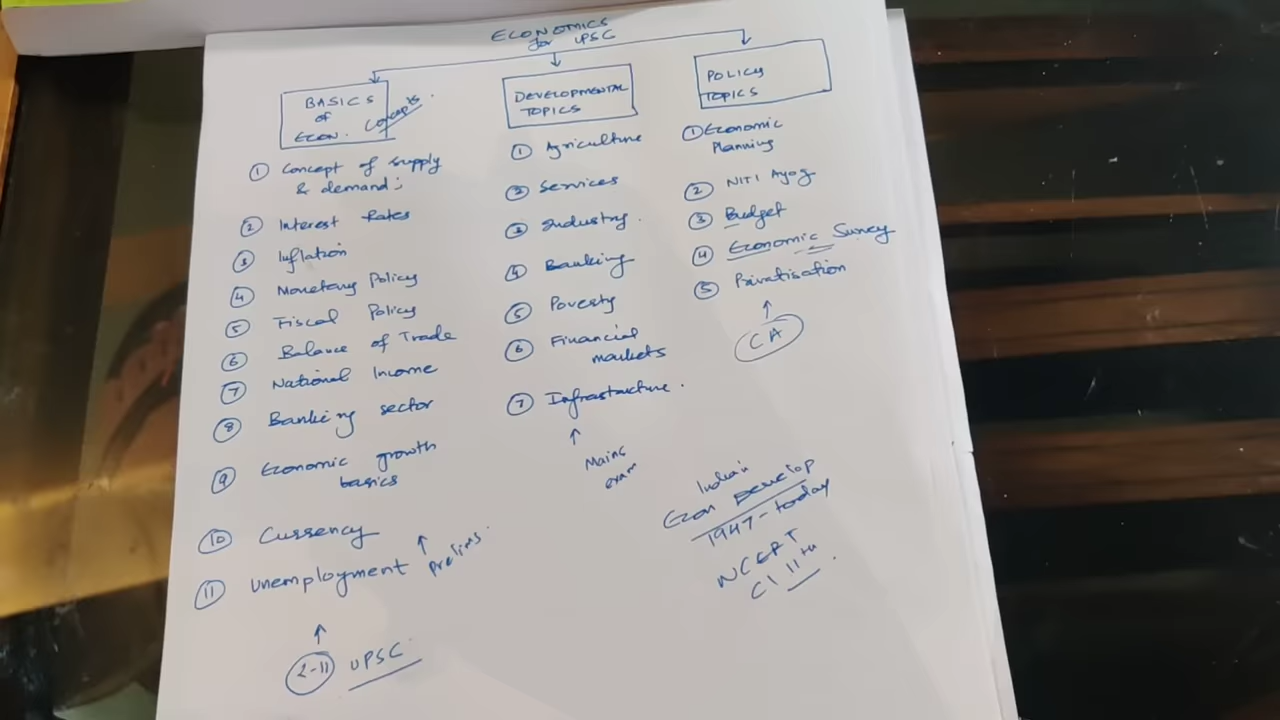 ECONOMICS
for UPSC
BASICS
of
ECON. Concepts.
① Concept of supply
& demand;
② Interest Rates
③ Inflation
④ Monetary Policy
⑤ Fiscal Policy
⑥ Balance of Trade
⑦ National Income
⑧ Banking sector
⑨ Economic growth
basics
⑩ Currency
⑪ Unemployment
↑
prelims
↑
2-11 UPSC
DEVELOPMENTAL
TOPICS
① Agriculture
② Services
③ Industry.
④ Banking
⑤ Poverty
⑥ Financial
markets
⑦ Infrastructure.
↑
Mains
exam
POLICY
TOPICS
① Economic
Planning
② NITI Ayog
③ Budget
④ Economic Survey
⑤ Privatisation
↑
CA
Indian
Econ Develop
1947-today
NCERT
Cl 11th.